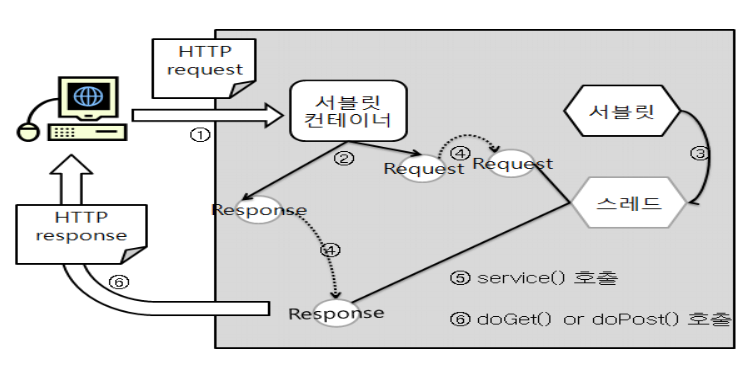 HTTP
request
①
서블릿
컨테이너
서블릿
②
③
Request
④
Request
스레드
Response
HTTP
response
④
⑤ service() 호출
⑥
Response
⑥ doGet() or doPost() 호출